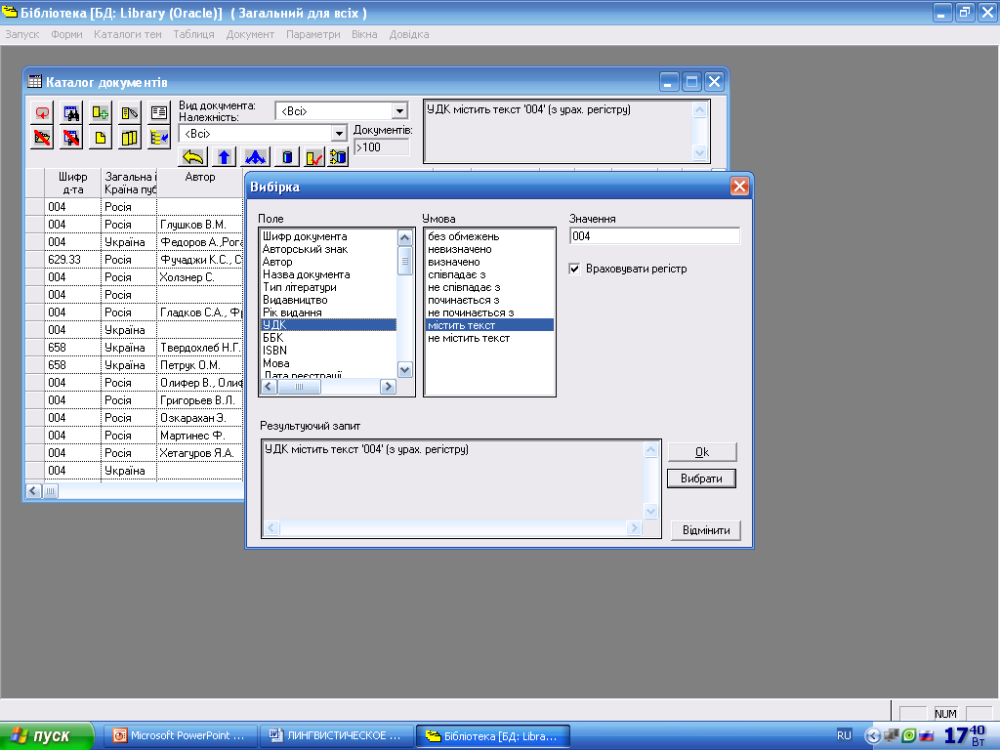 Бібліотека [БД: Library (Oracle)] ( Загальний для всіх )
Запуск Форми Каталоги тем Таблиця Документ Параметри Вікна Довідка
Каталог документів
Вид документа:
<Всі>
Належність:
<Всі>
Документів:
>100
УДК містить текст '004' (з урах. регістру)
Шифр д-та
Загальна і
Країна пуб
Автор
004 Росія
004 Росія Глушков В.М.
004 Україна Федоров А.,Рога
629.33 Росія Фучаджи К.С., С
004 Росія Холзнер С.
004 Росія
004 Росія Гладков С.А., Фр
004 Україна
658 Україна Твердохлеб Н.Г.
658 Україна Петрук О.М.
004 Росія Олифер В., Олиф
004 Росія Григорьев В.Л.
004 Росія Озкарахан Э.
004 Росія Мартинес Ф.
004 Росія Хетагуров Я.А.
004 Україна
Вибірка
Поле
Шифр документа
Авторський знак
Автор
Назва документа
Тип літератури
Видавництво
Рік видання
УДК
ББК
ISBN
Мова
Дата реєстрації
Умова
без обмежень
невизначено
визначено
співпадає з
не співпадає з
починається з
не починається з
містить текст
не містить текст
Значення
004
Враховувати регістр
Результуючий запит
УДК містить текст '004' (з урах. регістру)
Ok
Вибрати
Відмінити
NUM
пуск
Microsoft PowerPoint ...
ЛИНГВИСТИЧЕСКОЕ ...
Бібліотека [БД: Libra...
RU
17 40
Вт